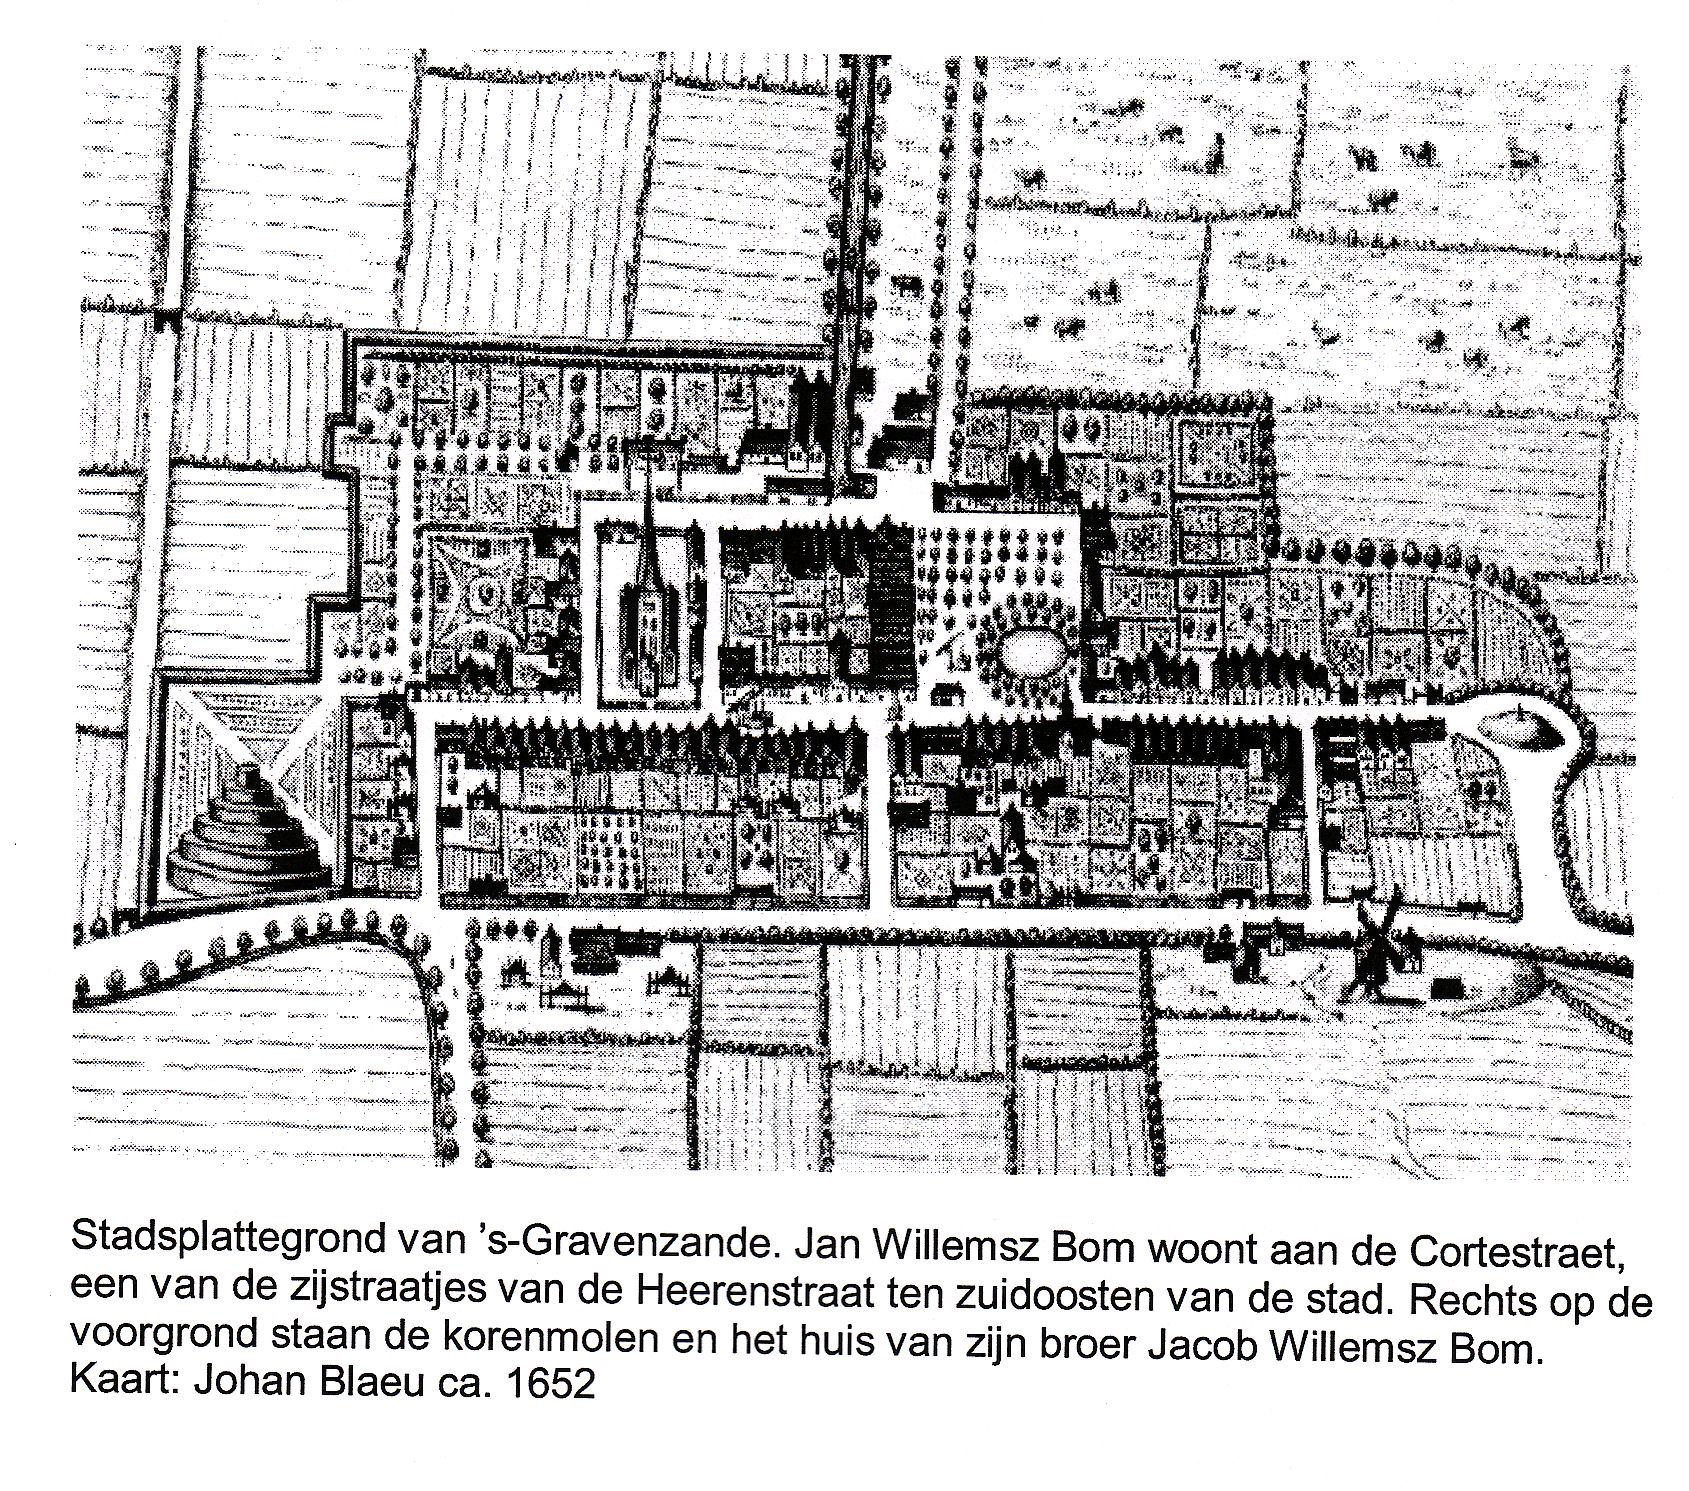 Stadsplattegrond van 's-Gravenzande. Jan Willemsz Bom woont aan de Cortestraet,
een van de zijstraatjes van de Heerenstraat ten zuidoosten van de stad. Rechts op de
voorgrond staan de korenmolen en het huis van zijn broer Jacob Willemsz Bom.
Kaart: Johan Blaeu ca. 1652